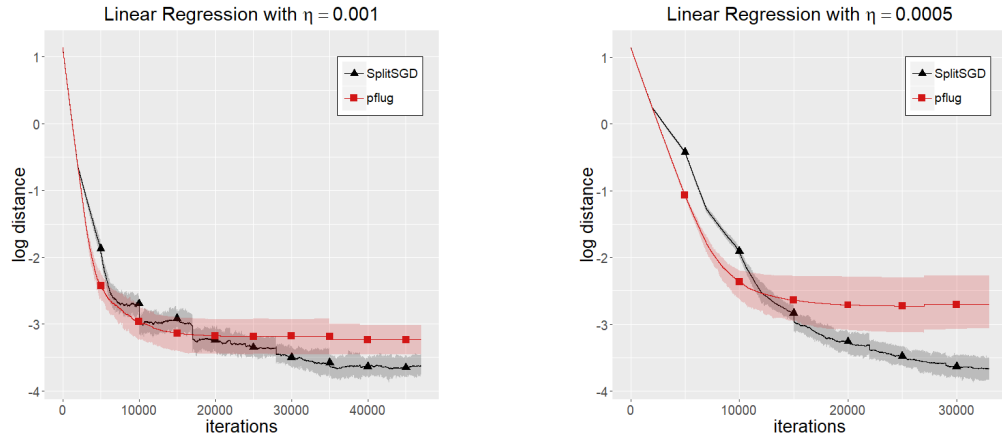 Linear Regression with η = 0.001
1
0
-1
-2
-3
-4
log distance
SplitSGD
pflug
0 10000 20000 30000 40000
iterations
Linear Regression with η = 0.0005
1
0
-1
-2
-3
-4
log distance
SplitSGD
pflug
0 10000 20000 30000
iterations